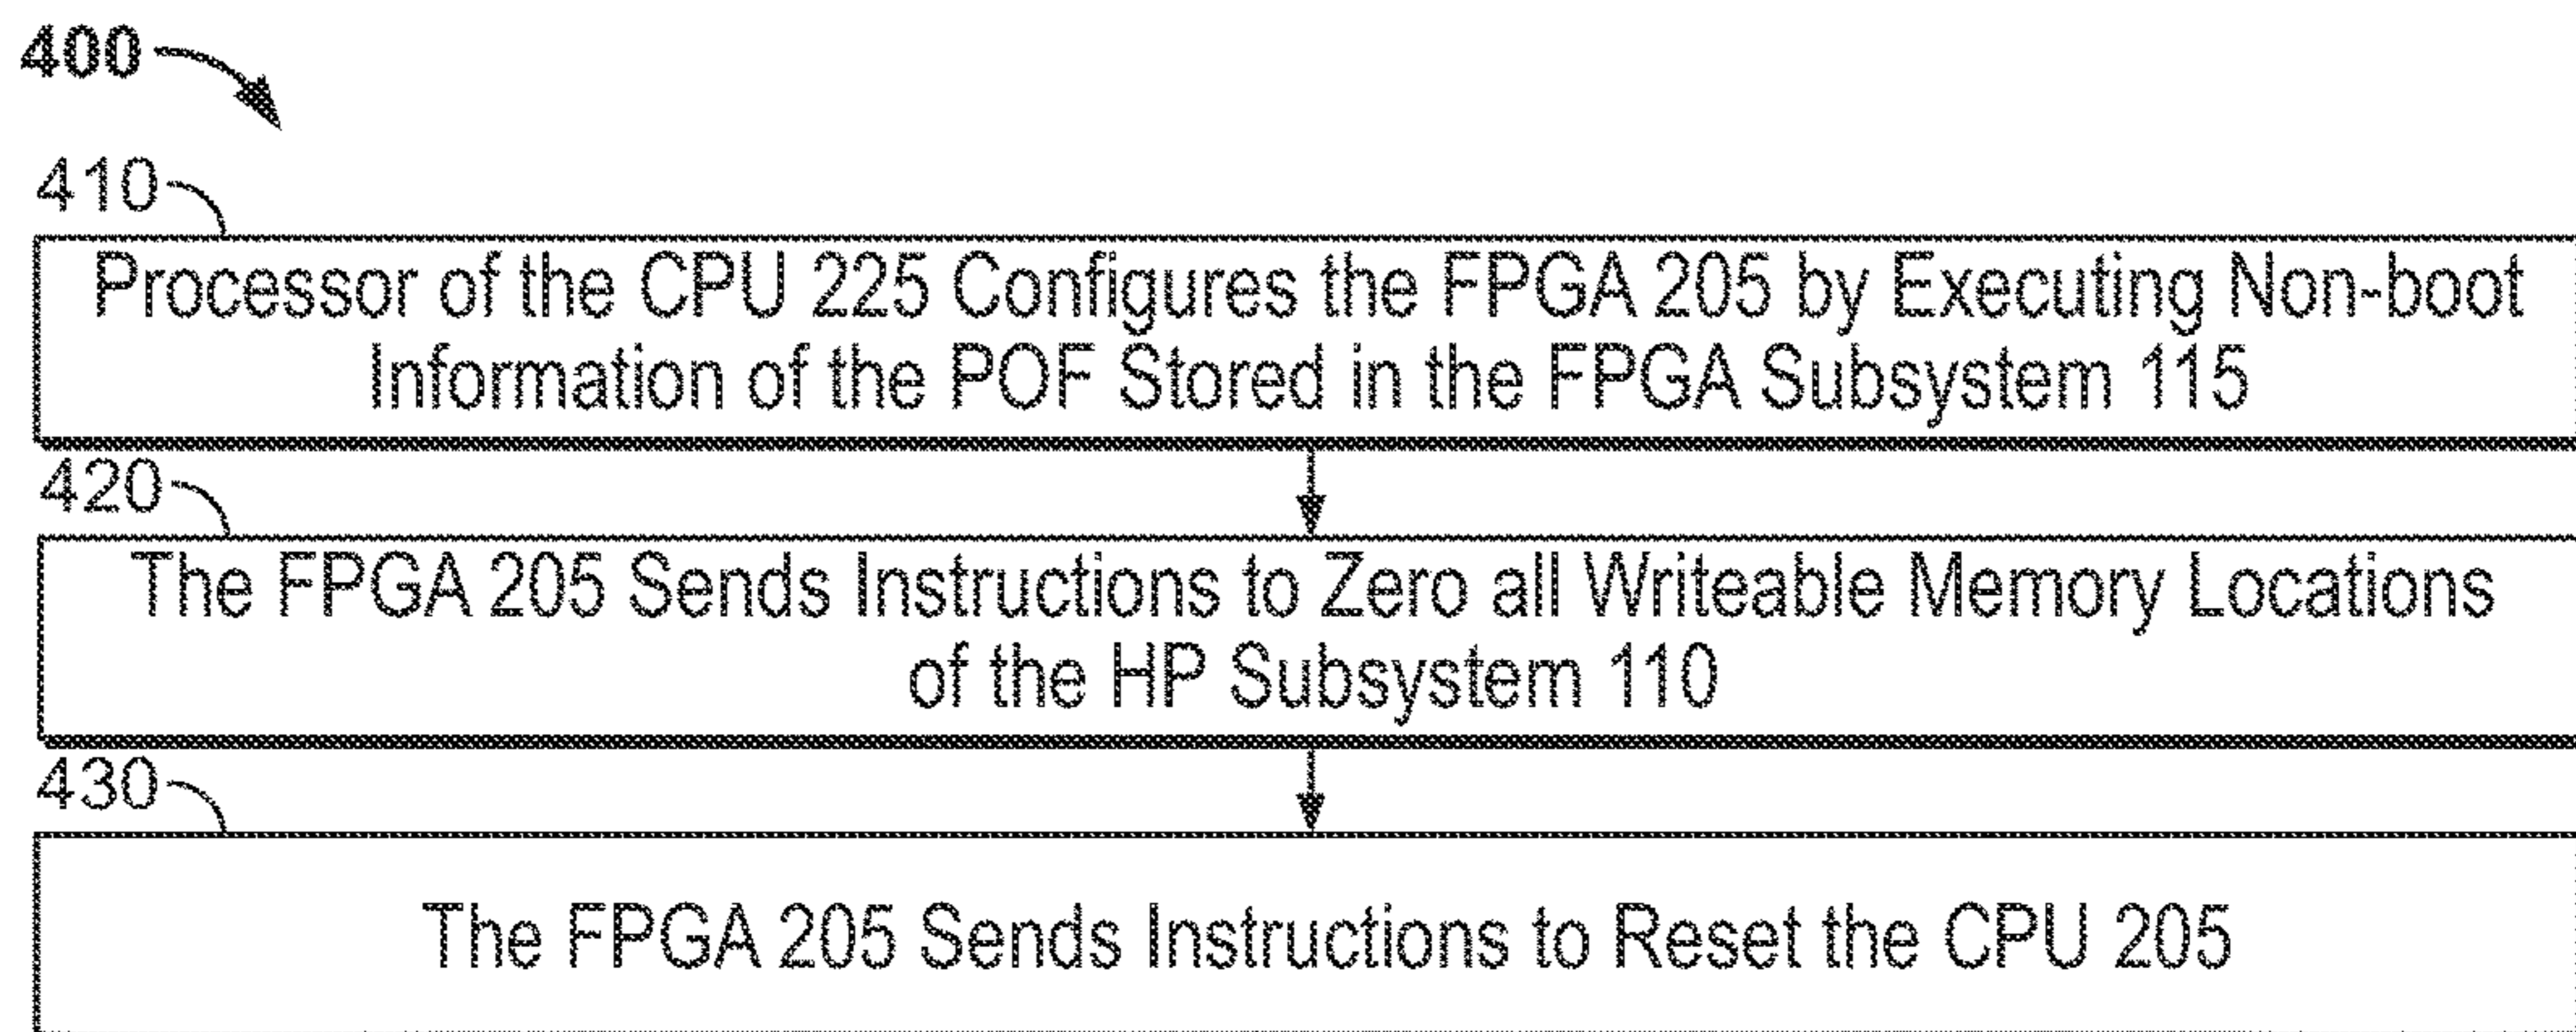 400
410
Processor of the CPU 225 Configures the FPGA 205 by Executing Non-boot
Information of the POF Stored in the FPGA Subsystem 115
420
The FPGA 205 Sends Instructions to Zero all Writeable Memory Locations
of the HP Subsystem 110
430
The FPGA 205 Sends Instructions to Reset the CPU 205